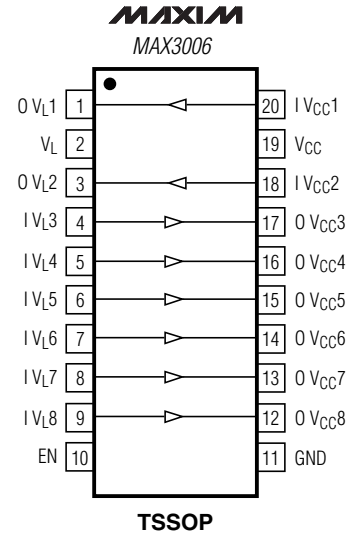 MAXIM
MAX3006
O VL1 1 20 I VCC1
VL 2 19 VCC
O VL2 3 18 I VCC2
I VL3 4 17 O VCC3
I VL4 5 16 O VCC4
I VL5 6 15 O VCC5
I VL6 7 14 O VCC6
I VL7 8 13 O VCC7
I VL8 9 12 O VCC8
EN 10 11 GND
TSSOP